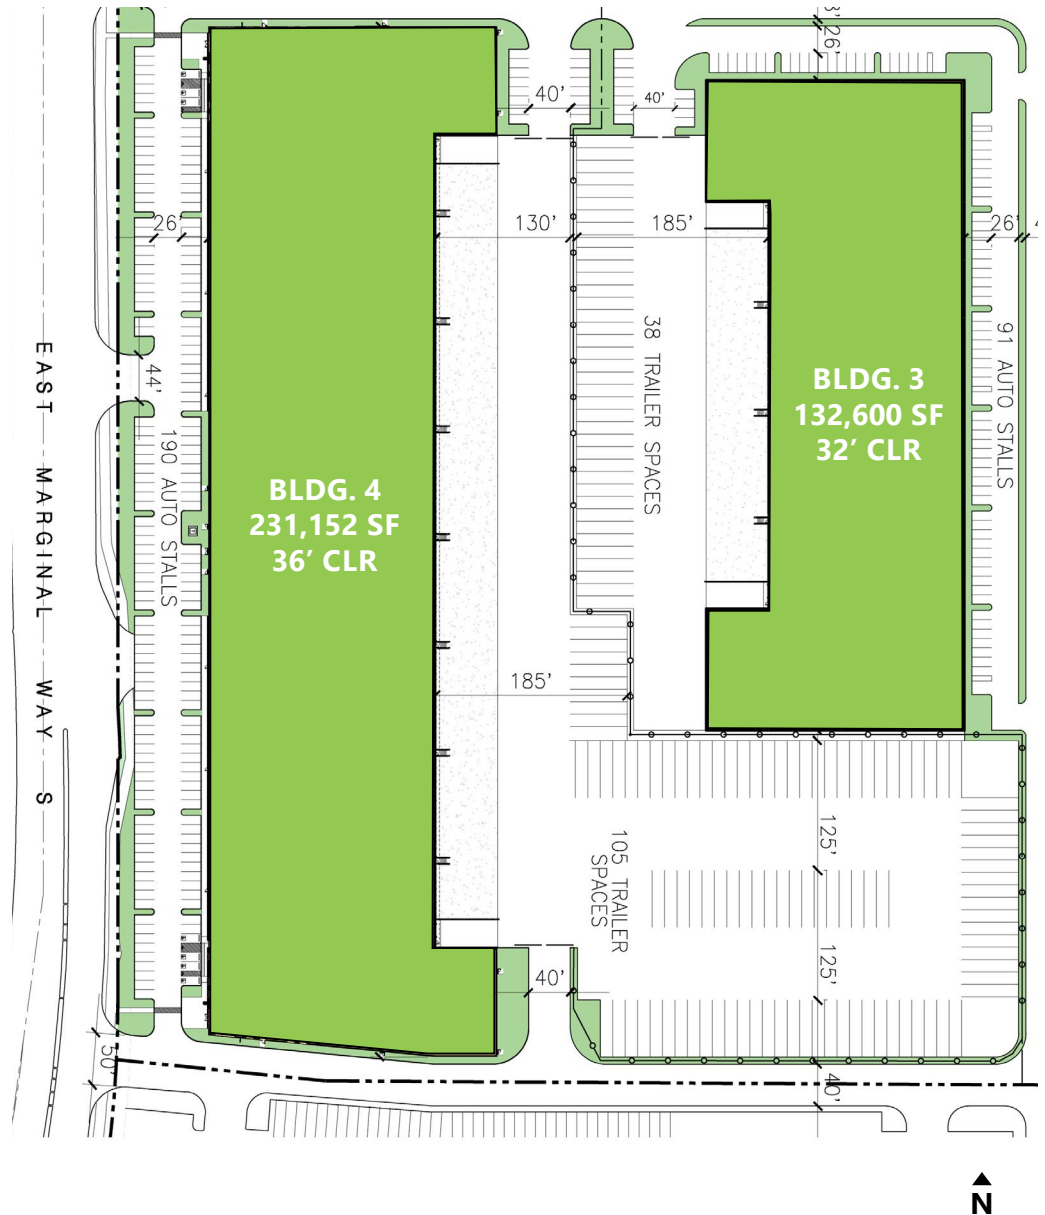 26'
40'
40'
26'
130'
185'
26'
EAST MARGINAL WAY S
44'
190 AUTO STALLS
38 TRAILER SPACES
91 AUTO STALLS
BLDG. 3
132,600 SF
32' CLR
BLDG. 4
231,152 SF
36' CLR
185'
105 TRAILER
SPACES
125'
125'
40'
50'
40'
N